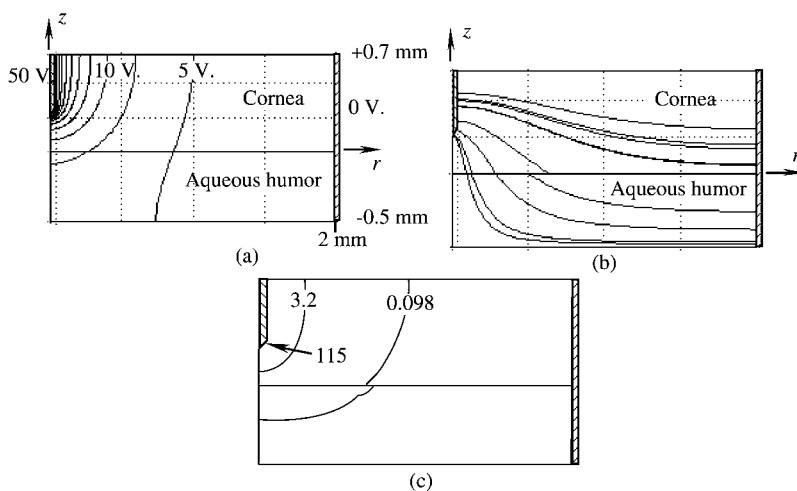 z
+0.7 mm
50 V. 10 V. 5 V.
Cornea
0 V.
r
Aqueous humor
-0.5 mm
2 mm
(a)
z
Cornea
r
Aqueous humor
(b)
3.2 0.098
115
(c)